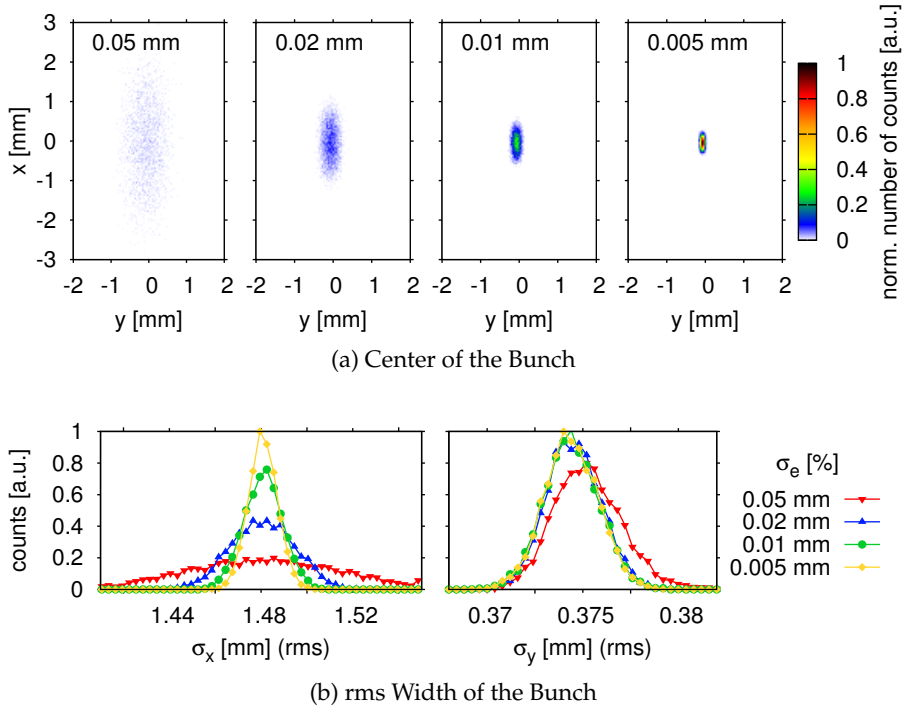 0.05 mm 0.02 mm 0.01 mm 0.005 mm
3
2
1
0
-1
-2
-3
x [mm]
-2 -1 0 1 2 -2 -1 0 1 2 -2 -1 0 1 2 -2 -1 0 1 2
y [mm] y [mm] y [mm] y [mm]
1
0.8
0.6
0.4
0.2
0
norm. number of counts [a.u.]
(a) Center of the Bunch
1
0.8
0.6
0.4
0.2
0
counts [a.u.]
1.44 1.48 1.52 0.37 0.375 0.38
σx [mm] (rms) σy [mm] (rms)
σe [%]
0.05 mm
0.02 mm
0.01 mm
0.005 mm
(b) rms Width of the Bunch